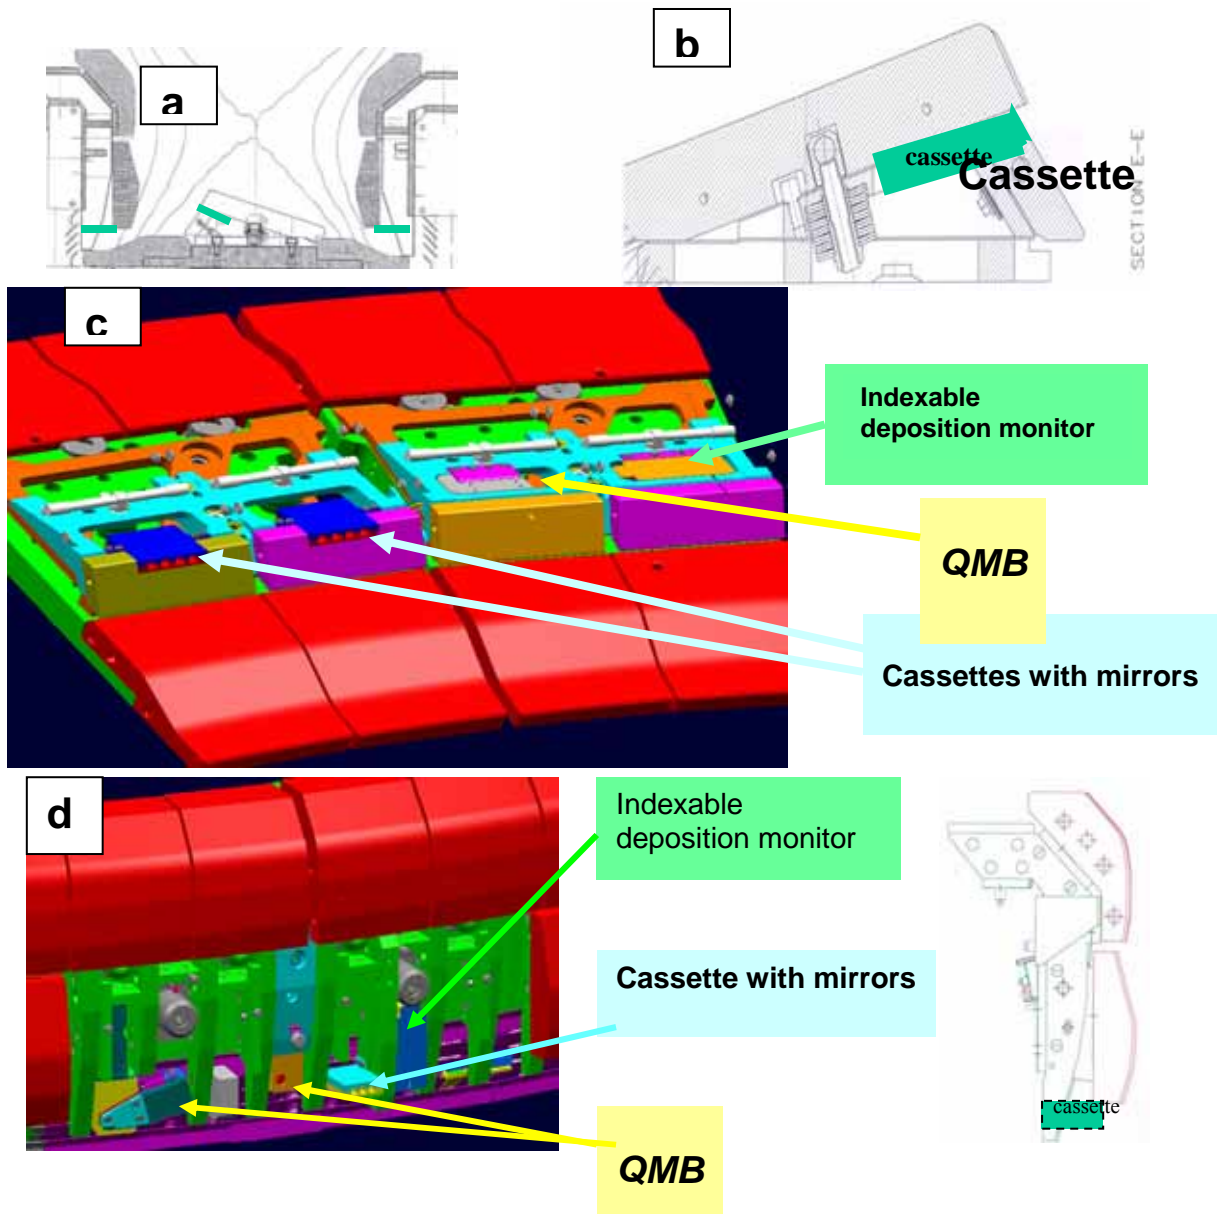 a
b
cassette
Cassette
SECTION E-E
c
Indexable
deposition monitor
QMB
Cassettes with mirrors
d
Indexable
deposition monitor
Cassette with mirrors
QMB
cassette